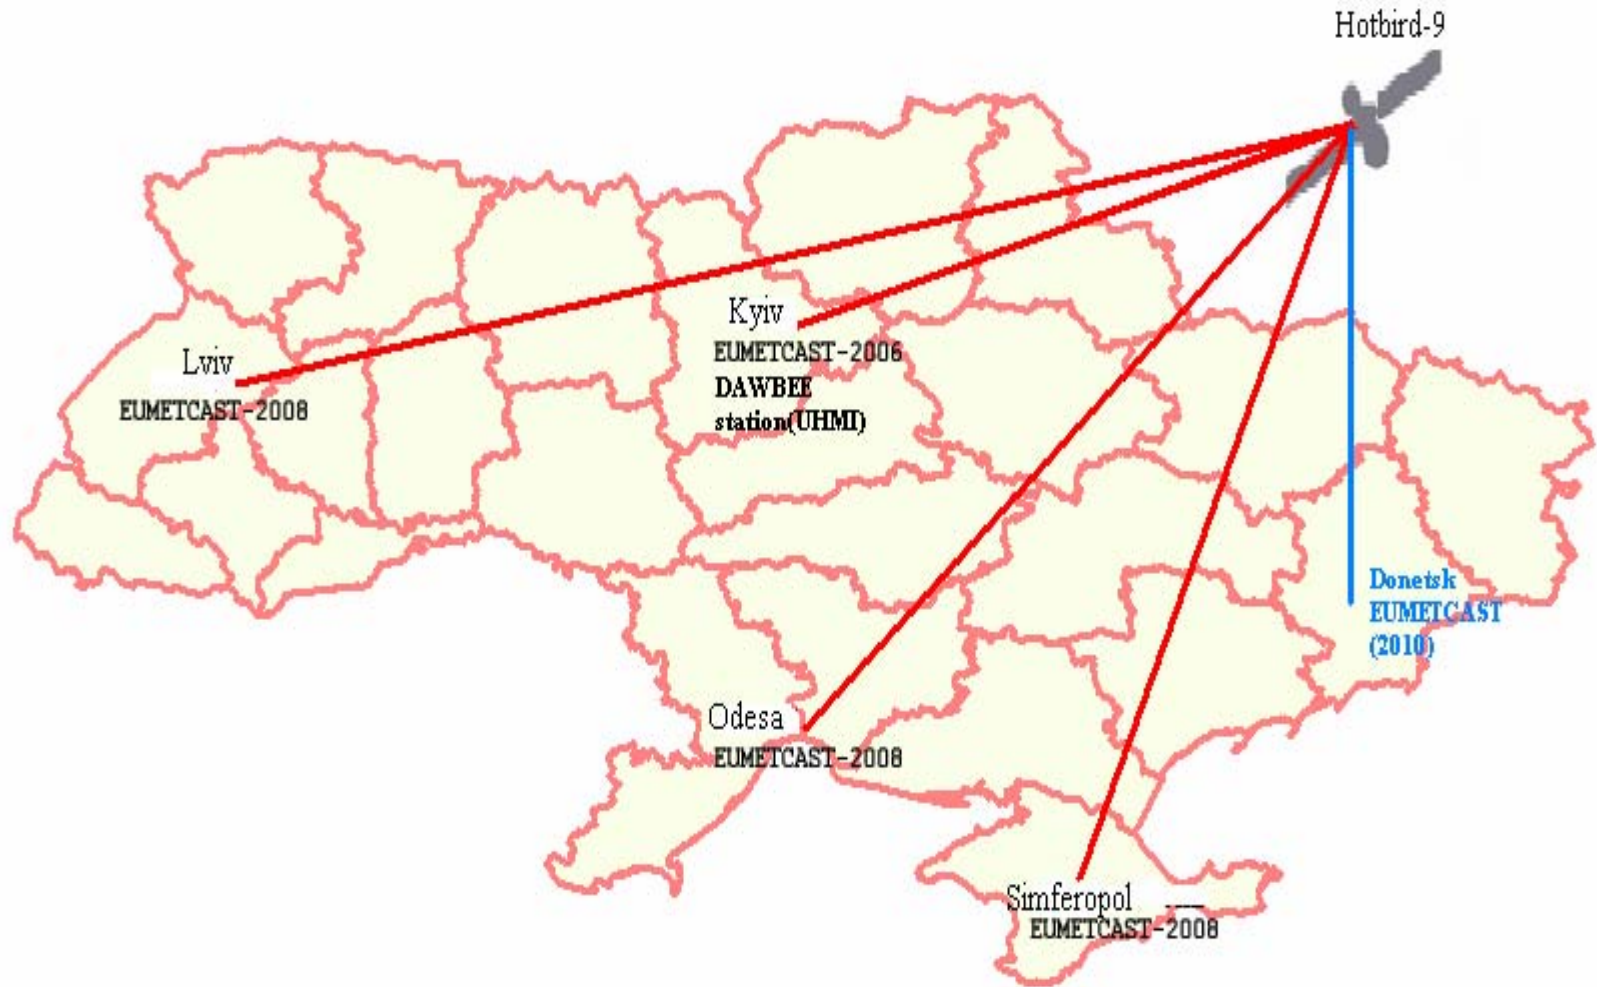 Hotbird-9
Kyiv
EUMETCAST-2006
DAWBEE
station(UHMI)
Lviv
EUMETCAST-2008
Donetsk
EUMETCAST
(2010)
Odesa
EUMETCAST-2008
Simferopol
EUMETCAST-2008